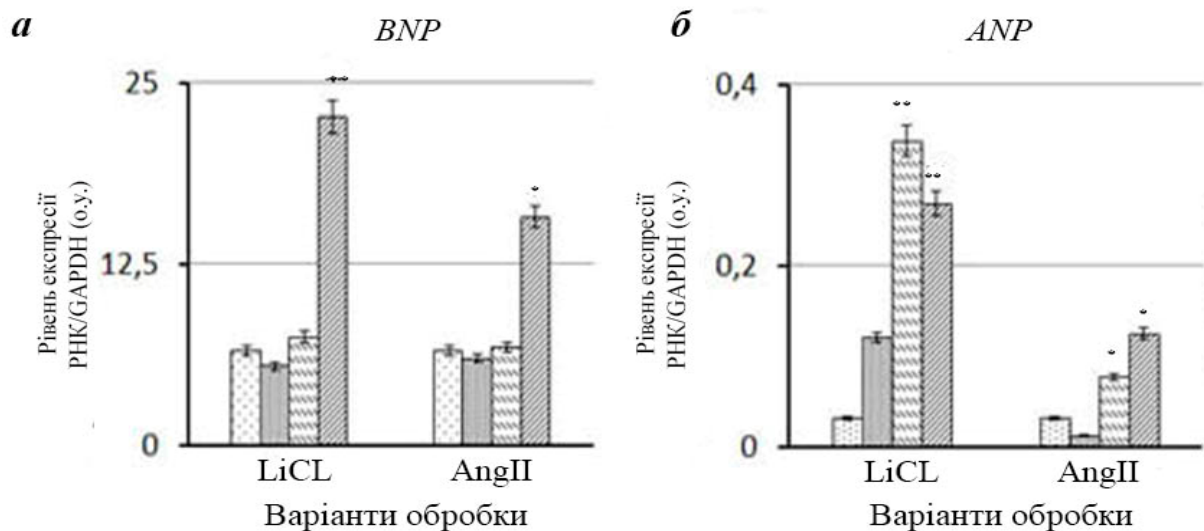 а
BNP
**
25
*
12,5
0
Рівень експресії
РНК/GAPDH (о.у.)
LiCL AngII
Варіанти обробки
б
ANP
0,4
**
**
0,2
*
*
0
Рівень експресії
РНК/GAPDH (о.у.)
LiCL AngII
Варіанти обробки